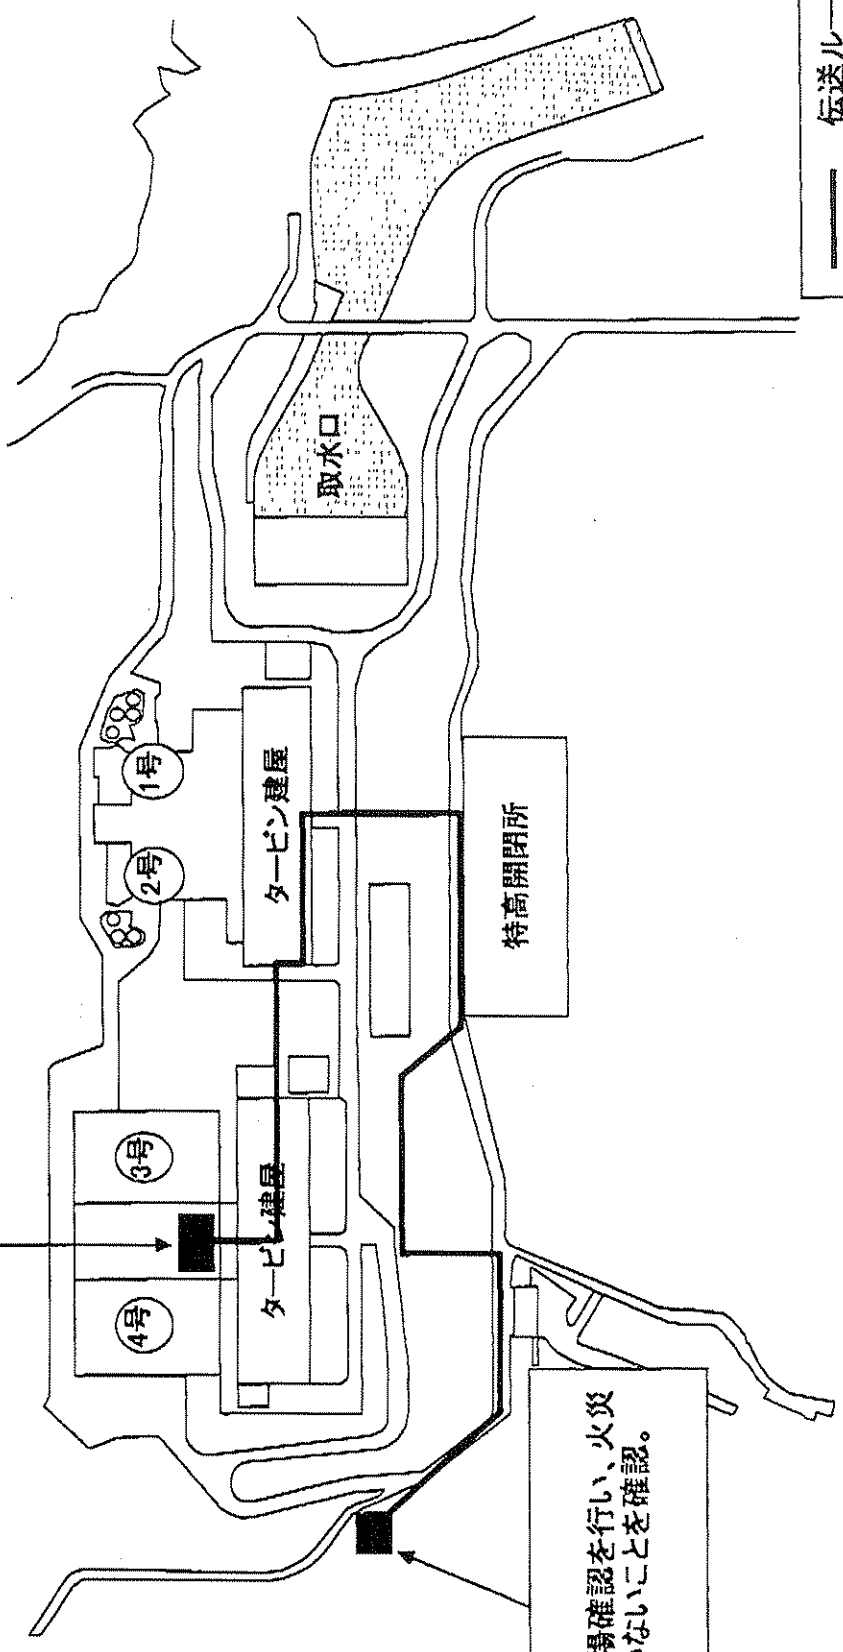 伝送ルー
取水口
1号
2号
タービン建屋
特高開閉所
3号
4号
タービン建屋
場確認を行い、火災
ないことを確認。